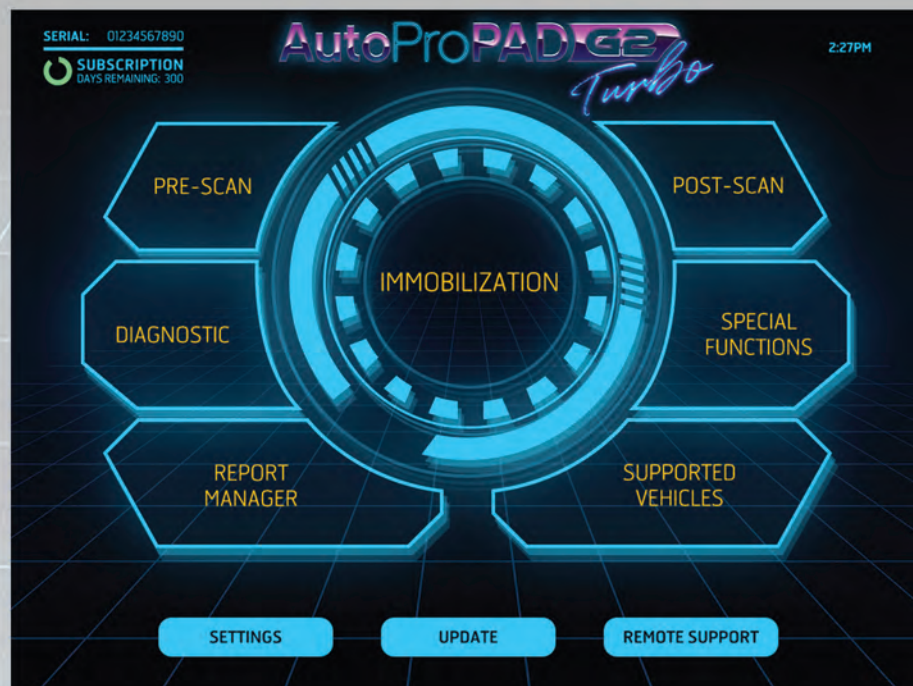 SERIAL: 01234567890
SUBSCRIPTION
DAYS REMAINING: 300
AutoProPAD G2
Turbo
2:27PM
PRE-SCAN
POST-SCAN
IMMOBILIZATION
DIAGNOSTIC
SPECIAL
FUNCTIONS
REPORT
MANAGER
SUPPORTED
VEHICLES
SETTINGS
UPDATE
REMOTE SUPPORT